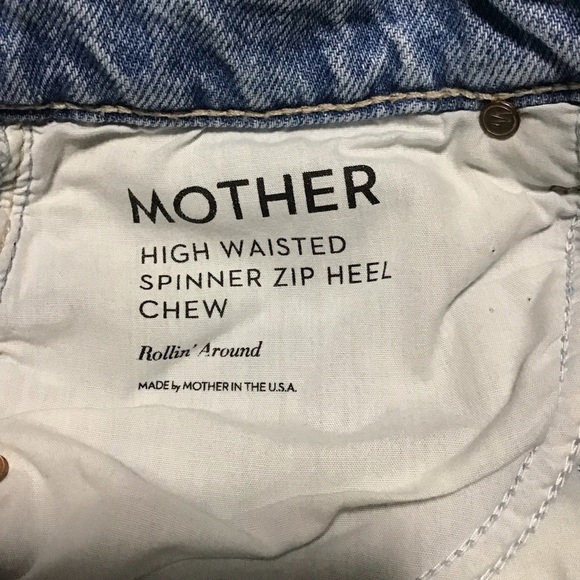 MOTHER
HIGH WAISTED
SPINNER ZIP HEEL
CHEW
Rollin' Around
MADE by MOTHER IN THE U.S.A.